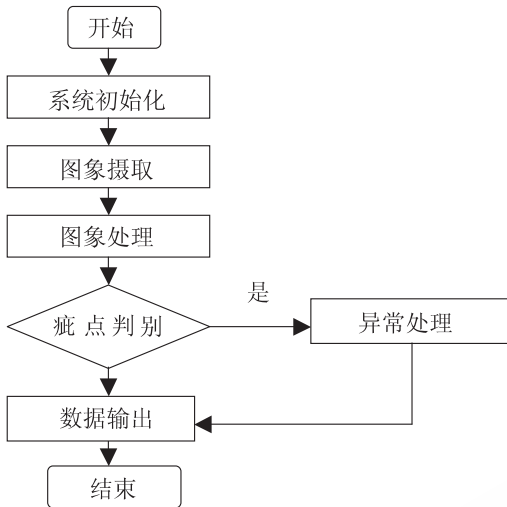 开始
系统初始化
图象摄取
图象处理
是
疵点判别
异常处理
数据输出
结束